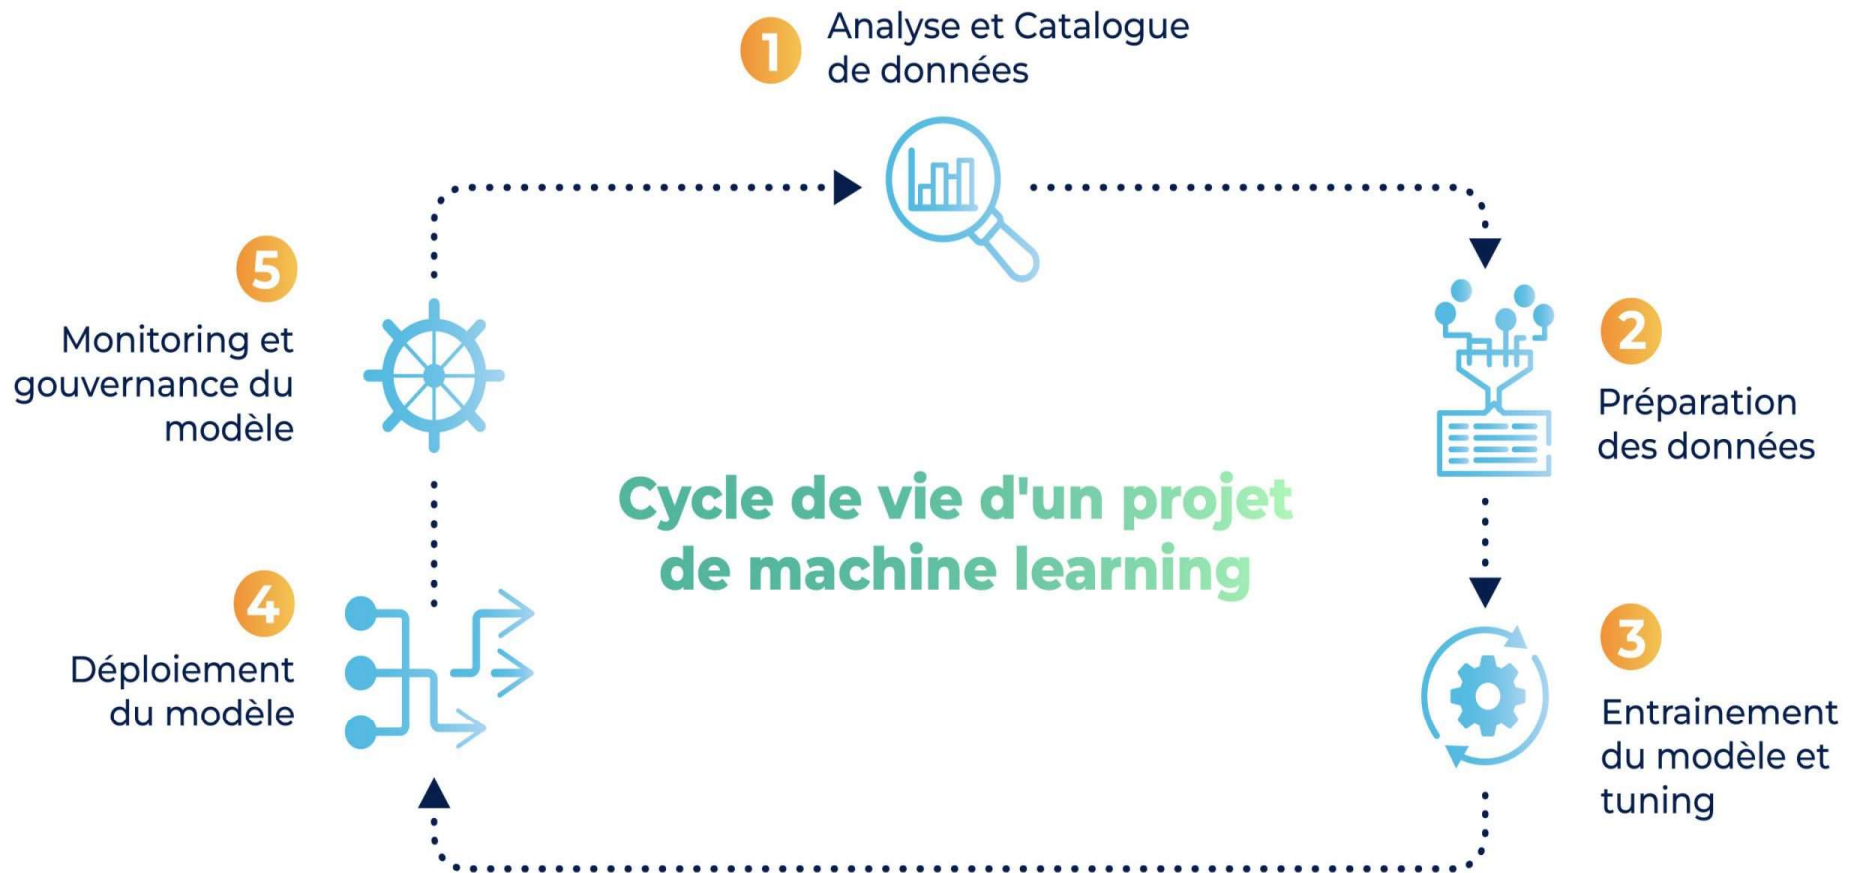 1
Analyse et Catalogue
de données
2
Préparation
des données
3
Entrainement
du modèle et
tuning
4
Déploiement
du modèle
5
Monitoring et
gouvernance du
modèle
Cycle de vie d'un projet
de machine learning